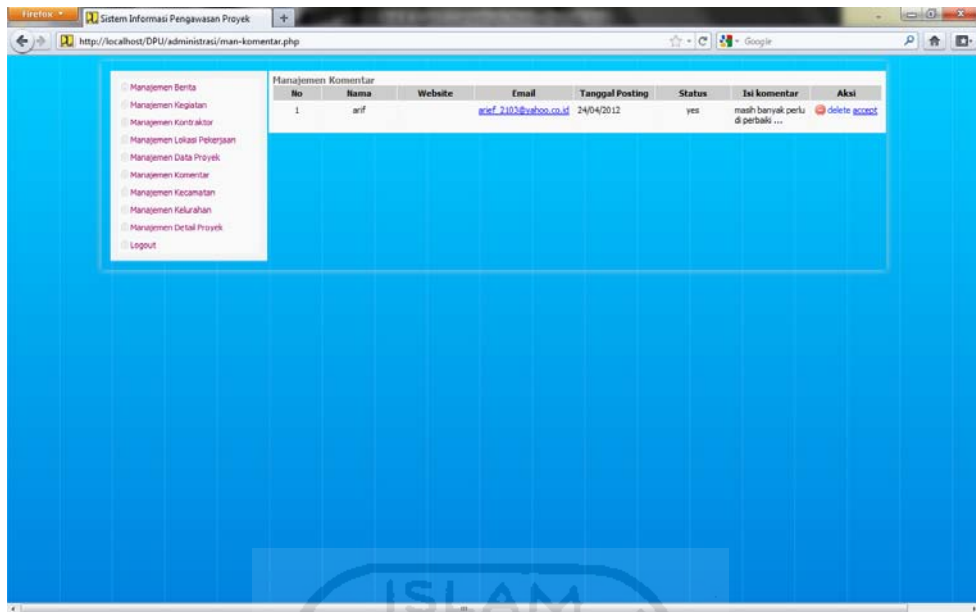 Firefox
Sistem Informasi Pengawasan Proyek
http://localhost/DPU/administrasi/man-komentar.php
Google
Manajemen Berita
Manajemen Kegiatan
Manajemen Kontraktor
Manajemen Lokasi Pekerjaan
Manajemen Data Proyek
Manajemen Komentar
Manajemen Kecamatan
Manajemen Kelurahan
Manajemen Detail Proyek
Logout
Manajemen Komentar
No Nama Website Email Tanggal Posting Status Isi komentar Aksi
1 arif arief_2103@yahoo.co.id 24/04/2012 yes masih banyak perlu delete accept
di perbaiki ...
ISLAM